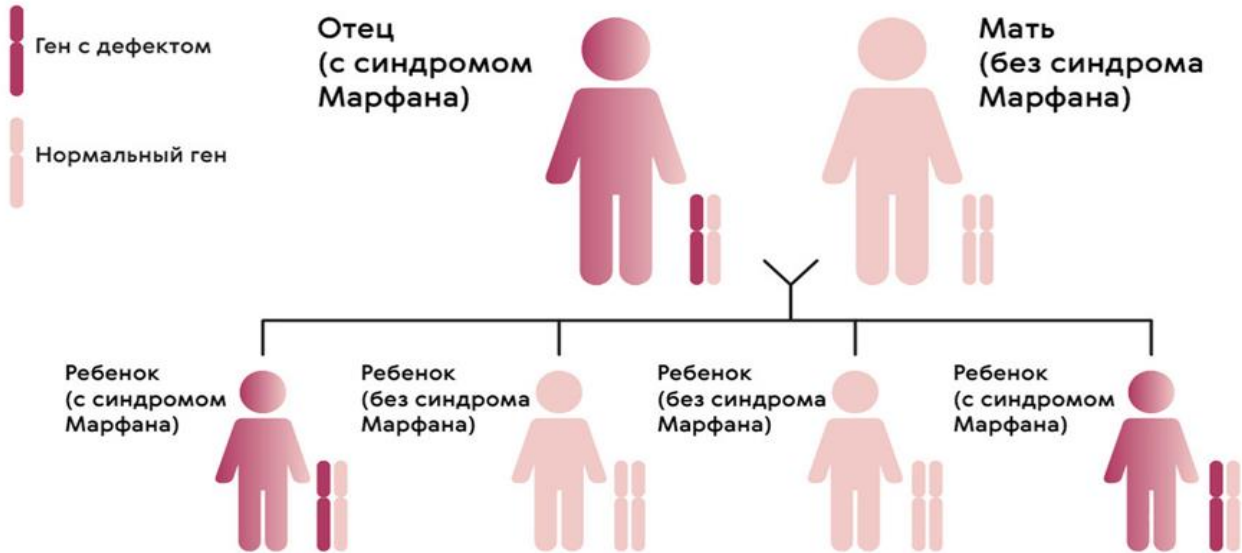 Ген с дефектом
Нормальный ген
Отец
(с синдромом
Марфана)
Мать
(без синдрома
Марфана)
Ребенок
(с синдромом
Марфана)
Ребенок
(без синдрома
Марфана)
Ребенок
(без синдрома
Марфана)
Ребенок
(с синдромом
Марфана)